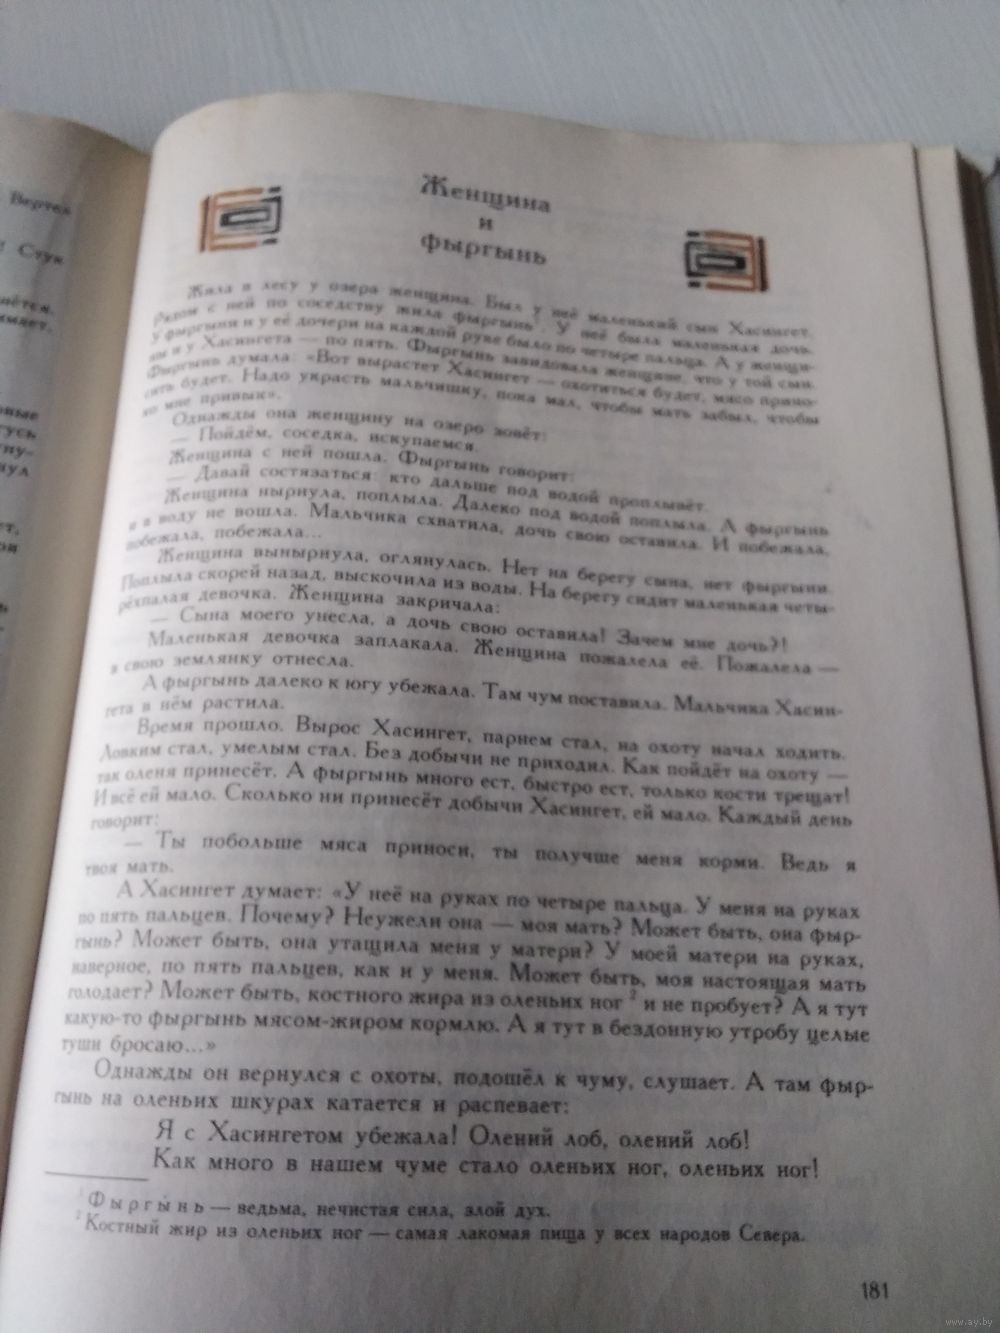 Вертел
! Стук
нётся.
овые
гусь
нул
ет,
ой
Женщина
и
фыргынь
Жила в лесу у озера женщина. Был у неё маленький сын Хасингет.
Рядом с ней по соседству жила фыргынь¹. У неё была маленькая дочь.
У фыргыни и у её дочери на каждой руке было по четыре пальца. А у женщи-
ны и у Хасингета — по пять. Фыргынь завидовала женщине, что у той сын.
Фыргынь думала: «Вот вырастет Хасингет — охотиться будет, мясо прино-
сить будет. Надо украсть мальчишку, пока мал, чтобы мать забыл, чтобы
ко мне привык».
Однажды она женщину на озеро зовёт:
— Пойдём, соседка, искупаемся.
Женщина с ней пошла. Фыргынь говорит:
— Давай состязаться: кто дальше под водой проплывёт.
Женщина нырнула, поплыла. Далеко под водой поплыла. А фыргынь
и в воду не вошла. Мальчика схватила, дочь свою оставила. И побежала,
побежала, побежала...
Женщина вынырнула, оглянулась. Нет на берегу сына, нет фыргыни.
Поплыла скорей назад, выскочила из воды. На берегу сидит маленькая четы-
рёхпалая девочка. Женщина закричала:
— Сына моего унесла, а дочь свою оставила! Зачем мне дочь?!
Маленькая девочка заплакала. Женщина пожалела её. Пожалела —
в свою землянку отнесла.
А фыргынь далеко к югу убежала. Там чум поставила. Мальчика Хасин-
гета в нём растила.
Время прошло. Вырос Хасингет, парнем стал, на охоту начал ходить.
Ловким стал, умелым стал. Без добычи не приходил. Как пойдёт на охоту —
так оленя принесёт. А фыргынь много ест, быстро ест, только кости трещат!
И всё ей мало. Сколько ни принесёт добычи Хасингет, ей мало. Каждый день
говорит:
— Ты побольше мяса приноси, ты получше меня корми. Ведь я
твоя мать.
А Хасингет думает: «У неё на руках по четыре пальца. У меня на руках
по пять пальцев. Почему? Неужели она — моя мать? Может быть, она фыр-
гынь? Может быть, она утащила меня у матери? У моей матери на руках,
наверное, по пять пальцев, как и у меня. Может быть, моя настоящая мать
голодает? Может быть, костного жира из оленьих ног ² и не пробует? А я тут
какую-то фыргынь мясом-жиром кормлю. А я тут в бездонную утробу целые
туши бросаю...»
Однажды он вернулся с охоты, подошёл к чуму, слушает. А там фыр-
гынь на оленьих шкурах катается и распевает:
Я с Хасингетом убежала! Олений лоб, олений лоб!
Как много в нашем чуме стало оленьих ног, оленьих ног!
¹ Фыргы́нь — ведьма, нечистая сила, злой дух.
² Костный жир из оленьих ног — самая лакомая пища у всех народов Севера.
181
www.ay.by